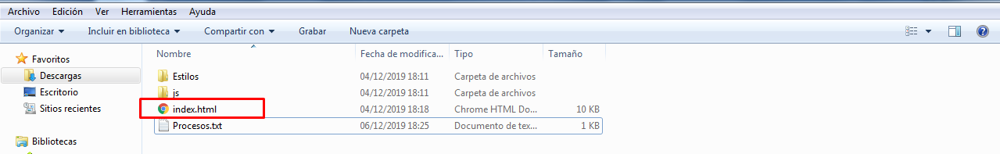 Archivo Edición Ver Herramientas Ayuda
Organizar Incluir en biblioteca Compartir con Grabar Nueva carpeta
Nombre Fecha de modifica... Tipo Tamaño
Favoritos
Descargas
Escritorio
Sitios recientes
Bibliotecas
Estilos 04/12/2019 18:11 Carpeta de archivos
js 04/12/2019 18:11 Carpeta de archivos
index.html 04/12/2019 18:18 Chrome HTML Do... 10 KB
Procesos.txt 06/12/2019 18:25 Documento de tex... 1 KB